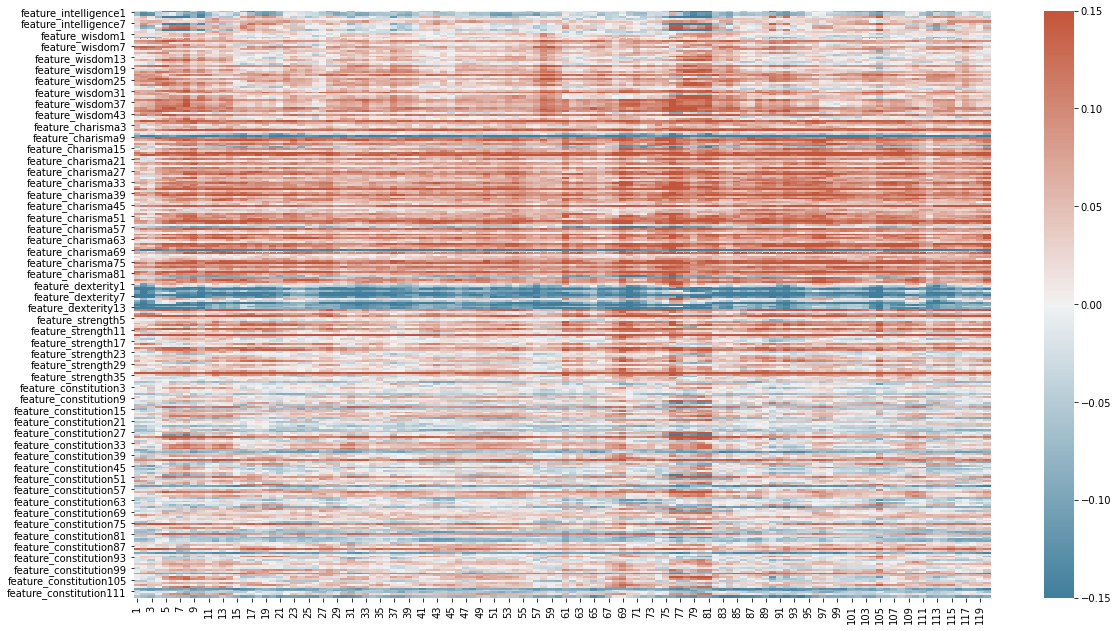 feature_intelligence1
feature_intelligence7
feature_wisdom1
feature_wisdom7
feature_wisdom13
feature_wisdom19
feature_wisdom25
feature_wisdom31
feature_wisdom37
feature_wisdom43
feature_charisma3
feature_charisma9
feature_charisma15
feature_charisma21
feature_charisma27
feature_charisma33
feature_charisma39
feature_charisma45
feature_charisma51
feature_charisma57
feature_charisma63
feature_charisma69
feature_charisma75
feature_charisma81
feature_dexterity1
feature_dexterity7
feature_dexterity13
feature_strength5
feature_strength11
feature_strength17
feature_strength23
feature_strength29
feature_strength35
feature_constitution3
feature_constitution9
feature_constitution15
feature_constitution21
feature_constitution27
feature_constitution33
feature_constitution39
feature_constitution45
feature_constitution51
feature_constitution57
feature_constitution63
feature_constitution69
feature_constitution75
feature_constitution81
feature_constitution87
feature_constitution93
feature_constitution99
feature_constitution105
feature_constitution111
1 3 5 7 9 11 13 15 17 19 21 23 25 27 29 31 33 35 37 39 41 43 45 47 49 51 53 55 57 59 61 63 65 67 69 71 73 75 77 79 81 83 85 87 89 91 93 95 97 99 101 103 105 107 109 111 113 115 117 119
0.15
0.10
0.05
0.00
−0.05
−0.10
−0.15